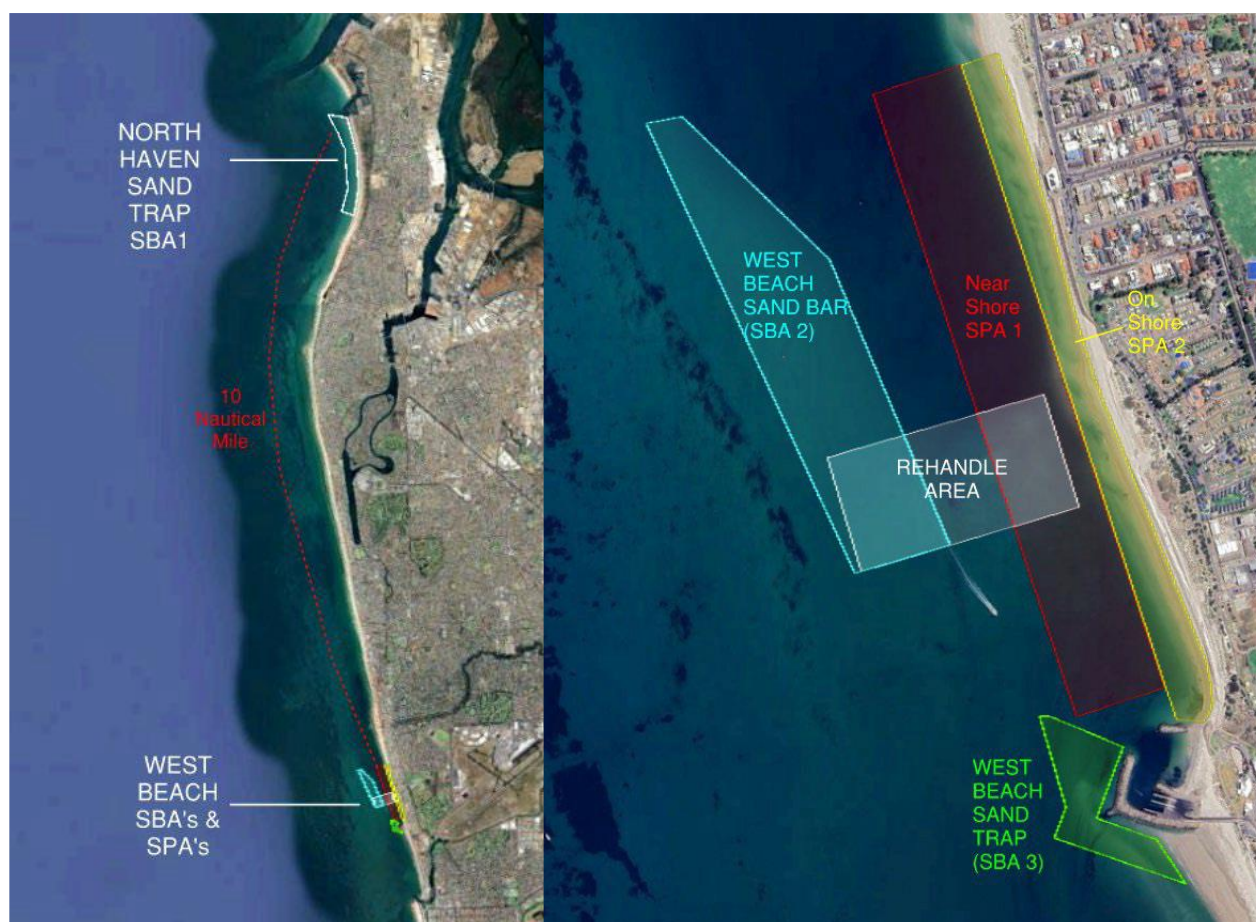 NORTH
HAVEN
SAND
TRAP
SBA1
10
Nautical
Mile
WEST
BEACH
SBA's &
SPA's
WEST
BEACH
SAND BAR
(SBA 2)
Near
Shore
SPA 1
On
Shore
SPA 2
REHANDLE
AREA
WEST
BEACH
SAND
TRAP
(SBA 3)